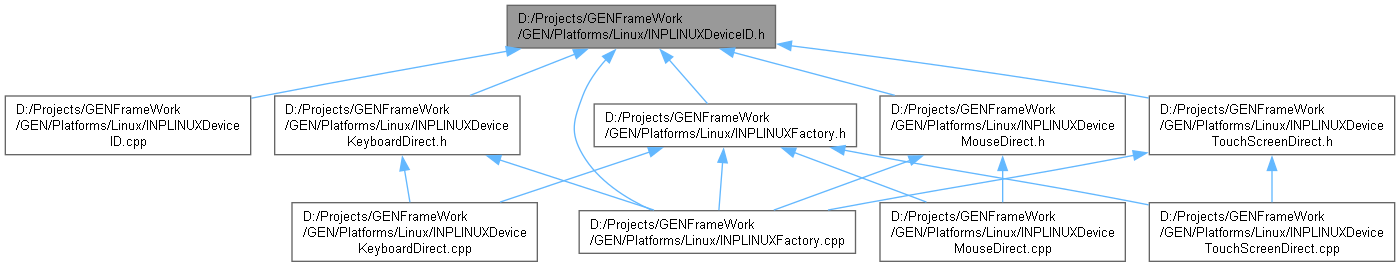 D:/Projects/GENFrameWork
/GEN/Platforms/Linux/INPLINUXDeviceID.h
D:/Projects/GENFrameWork
/GEN/Platforms/Linux/INPLINUXDevice
ID.cpp
D:/Projects/GENFrameWork
/GEN/Platforms/Linux/INPLINUXDevice
KeyboardDirect.h
D:/Projects/GENFrameWork
/GEN/Platforms/Linux/INPLINUXFactory.h
D:/Projects/GENFrameWork
/GEN/Platforms/Linux/INPLINUXDevice
MouseDirect.h
D:/Projects/GENFrameWork
/GEN/Platforms/Linux/INPLINUXDevice
TouchScreenDirect.h
D:/Projects/GENFrameWork
/GEN/Platforms/Linux/INPLINUXDevice
KeyboardDirect.cpp
D:/Projects/GENFrameWork
/GEN/Platforms/Linux/INPLINUXFactory.cpp
D:/Projects/GENFrameWork
/GEN/Platforms/Linux/INPLINUXDevice
MouseDirect.cpp
D:/Projects/GENFrameWork
/GEN/Platforms/Linux/INPLINUXDevice
TouchScreenDirect.cpp